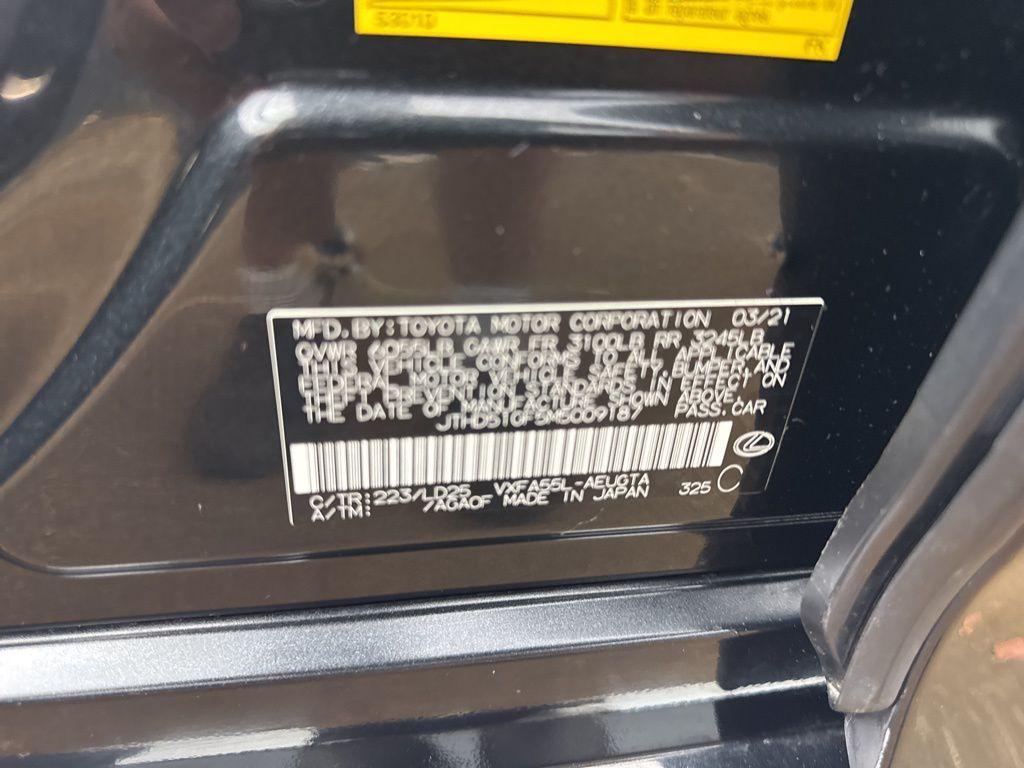 MFD. BY: TOYOTA MOTOR CORPORATION 03/21
GVWR 6055LB GAWR FR 3100LB RR 3245LB
THIS VEHICLE CONFORMS TO ALL APPLICABLE
FEDERAL MOTOR VEHICLE SAFETY, BUMPER, AND
THEFT PREVENTION STANDARDS IN EFFECT ON
THE DATE OF MANUFACTURE SHOWN ABOVE.
PASS. CAR
C/TR: 223/LD25 VXFA55L-AEUGTA
A/TM: /AGA0F MADE IN JAPAN 325 C